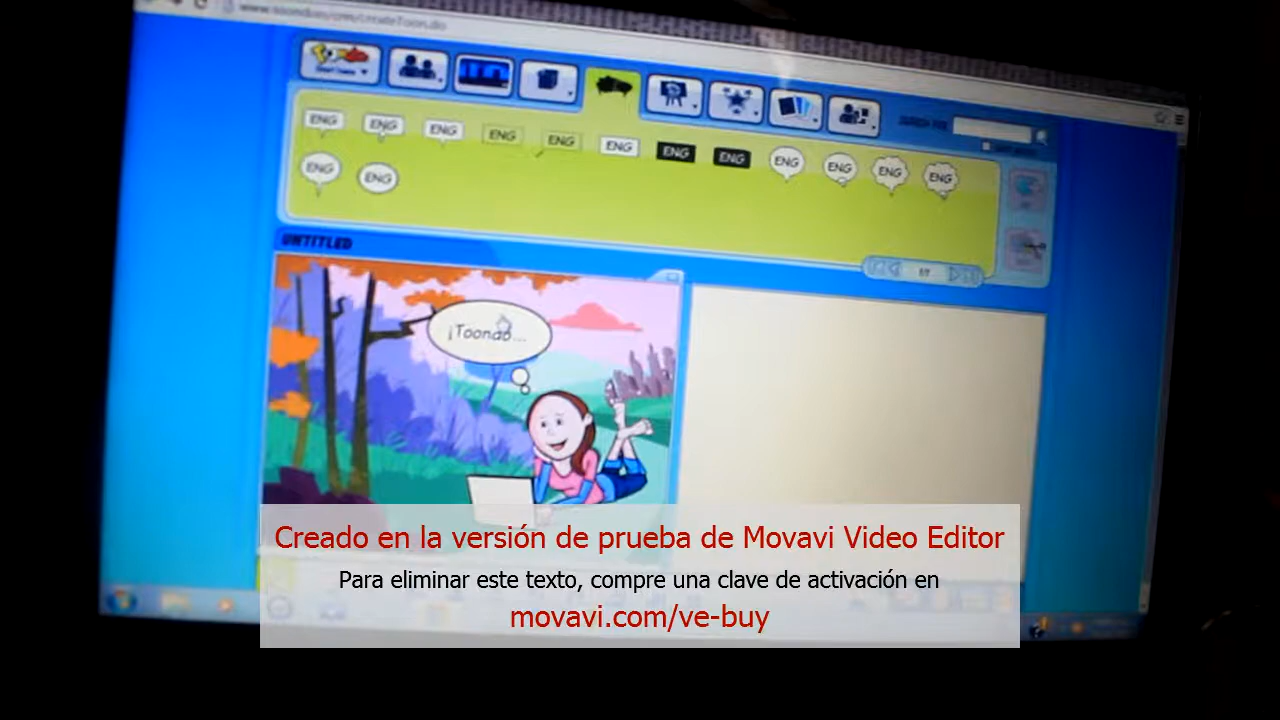 ENG ENG ENG ENG ENG ENG ENG ENG ENG ENG ENG ENG
ENG ENG
UNTITLED
¡Toondo...
Creado en la versión de prueba de Movavi Video Editor
Para eliminar este texto, compre una clave de activación en
movavi.com/ve-buy